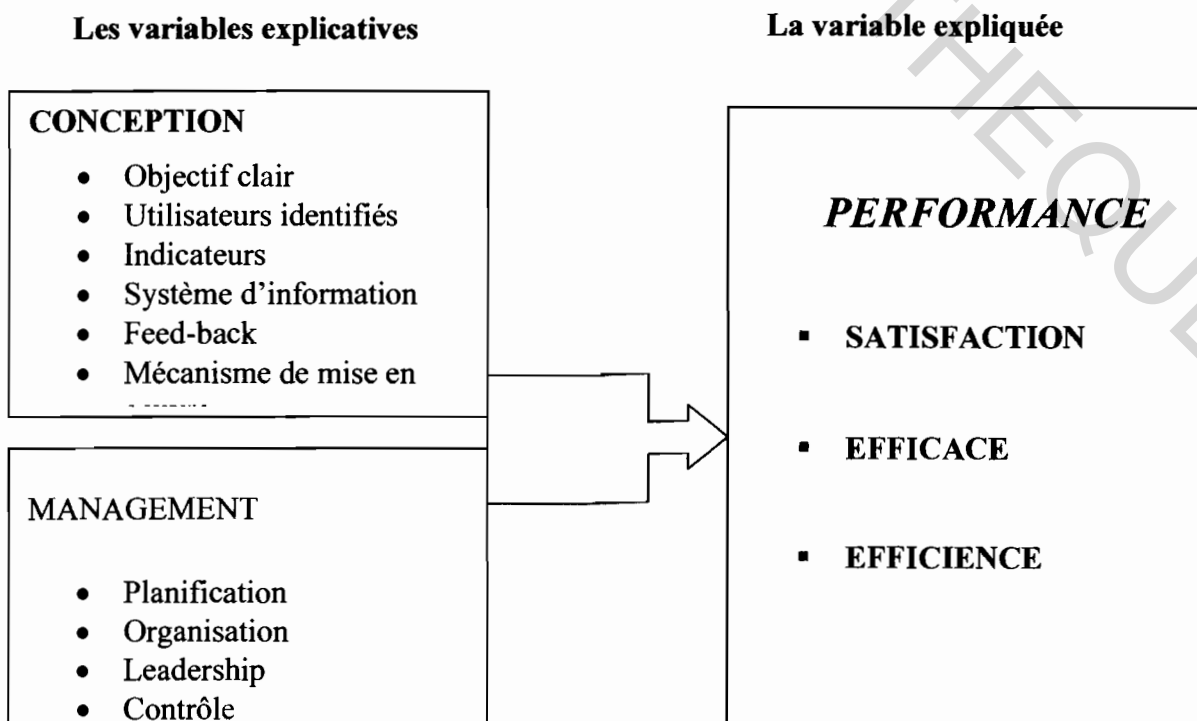 Les variables explicatives
La variable expliquée
CONCEPTION
• Objectif clair
• Utilisateurs identifiés
• Indicateurs
• Système d'information
• Feed-back
• Mécanisme de mise en
MANAGEMENT
• Planification
• Organisation
• Leadership
• Contrôle
PERFORMANCE
▪ SATISFACTION
▪ EFFICACE
▪ EFFICIENCE
THEQUE